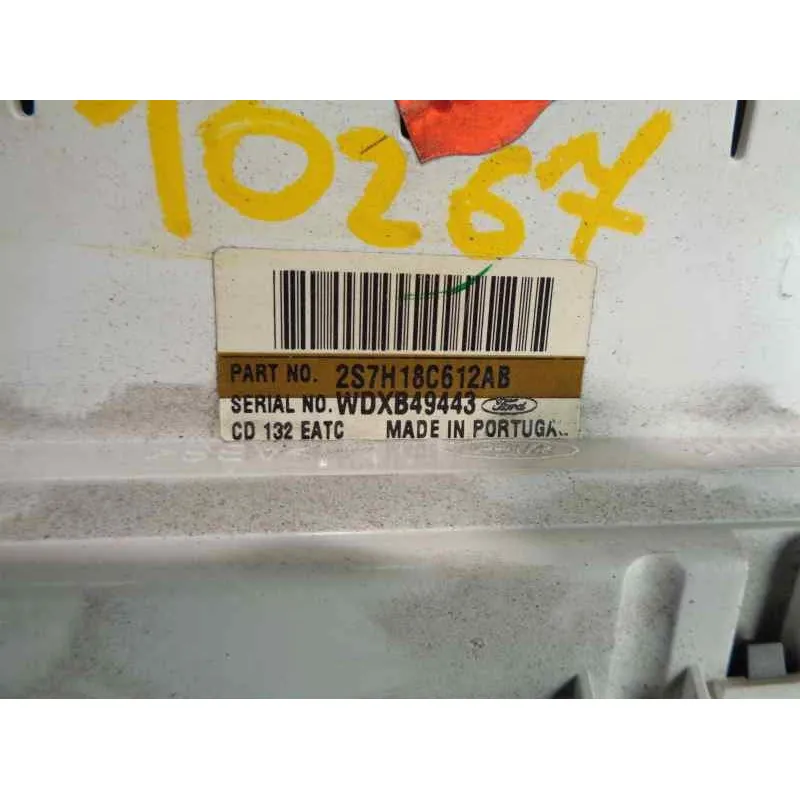 10267
PART NO. 2S7H18C612AB
SERIAL NO. WDXB49443 Ford
CD 132 EATC MADE IN PORTUGAL